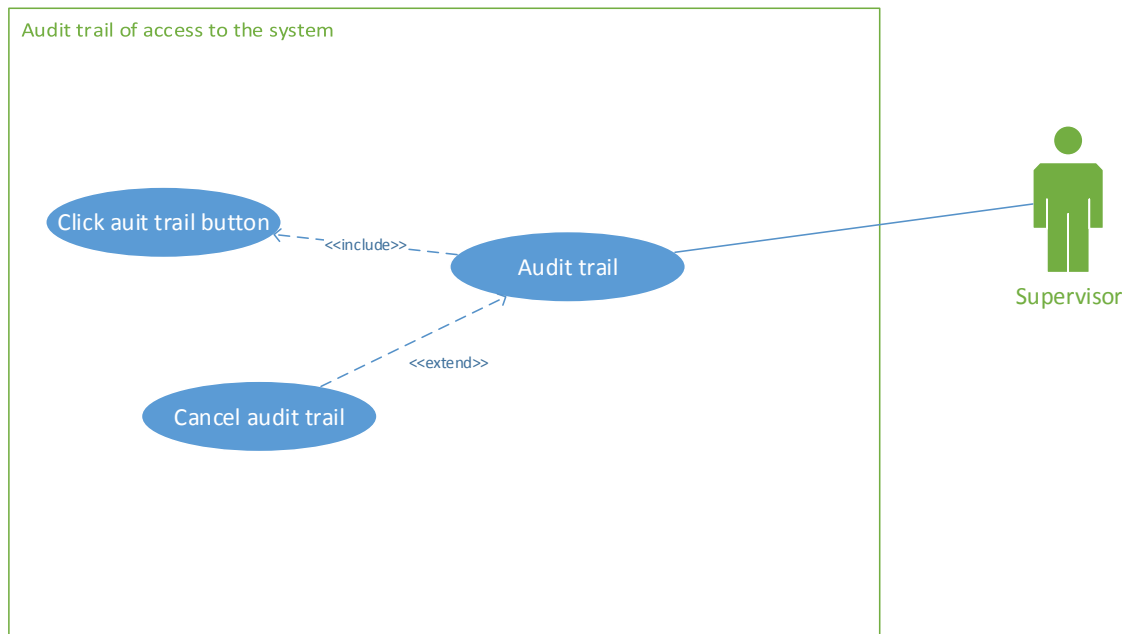 Audit trail of access to the system
Click auit trail button
<<include>>
Audit trail
Supervisor
<<extend>>
Cancel audit trail